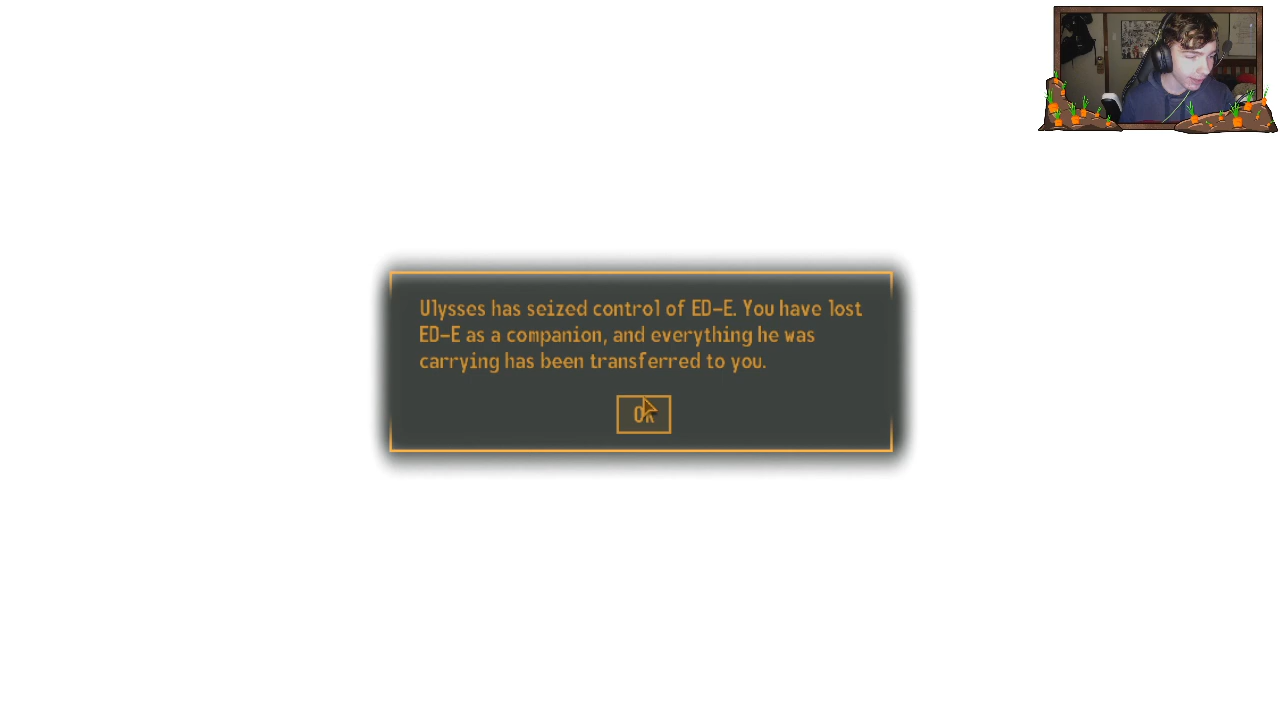 Ulysses has seized control of ED-E. You have lost
ED-E as a companion, and everything he was
carrying has been transferred to you.
OK